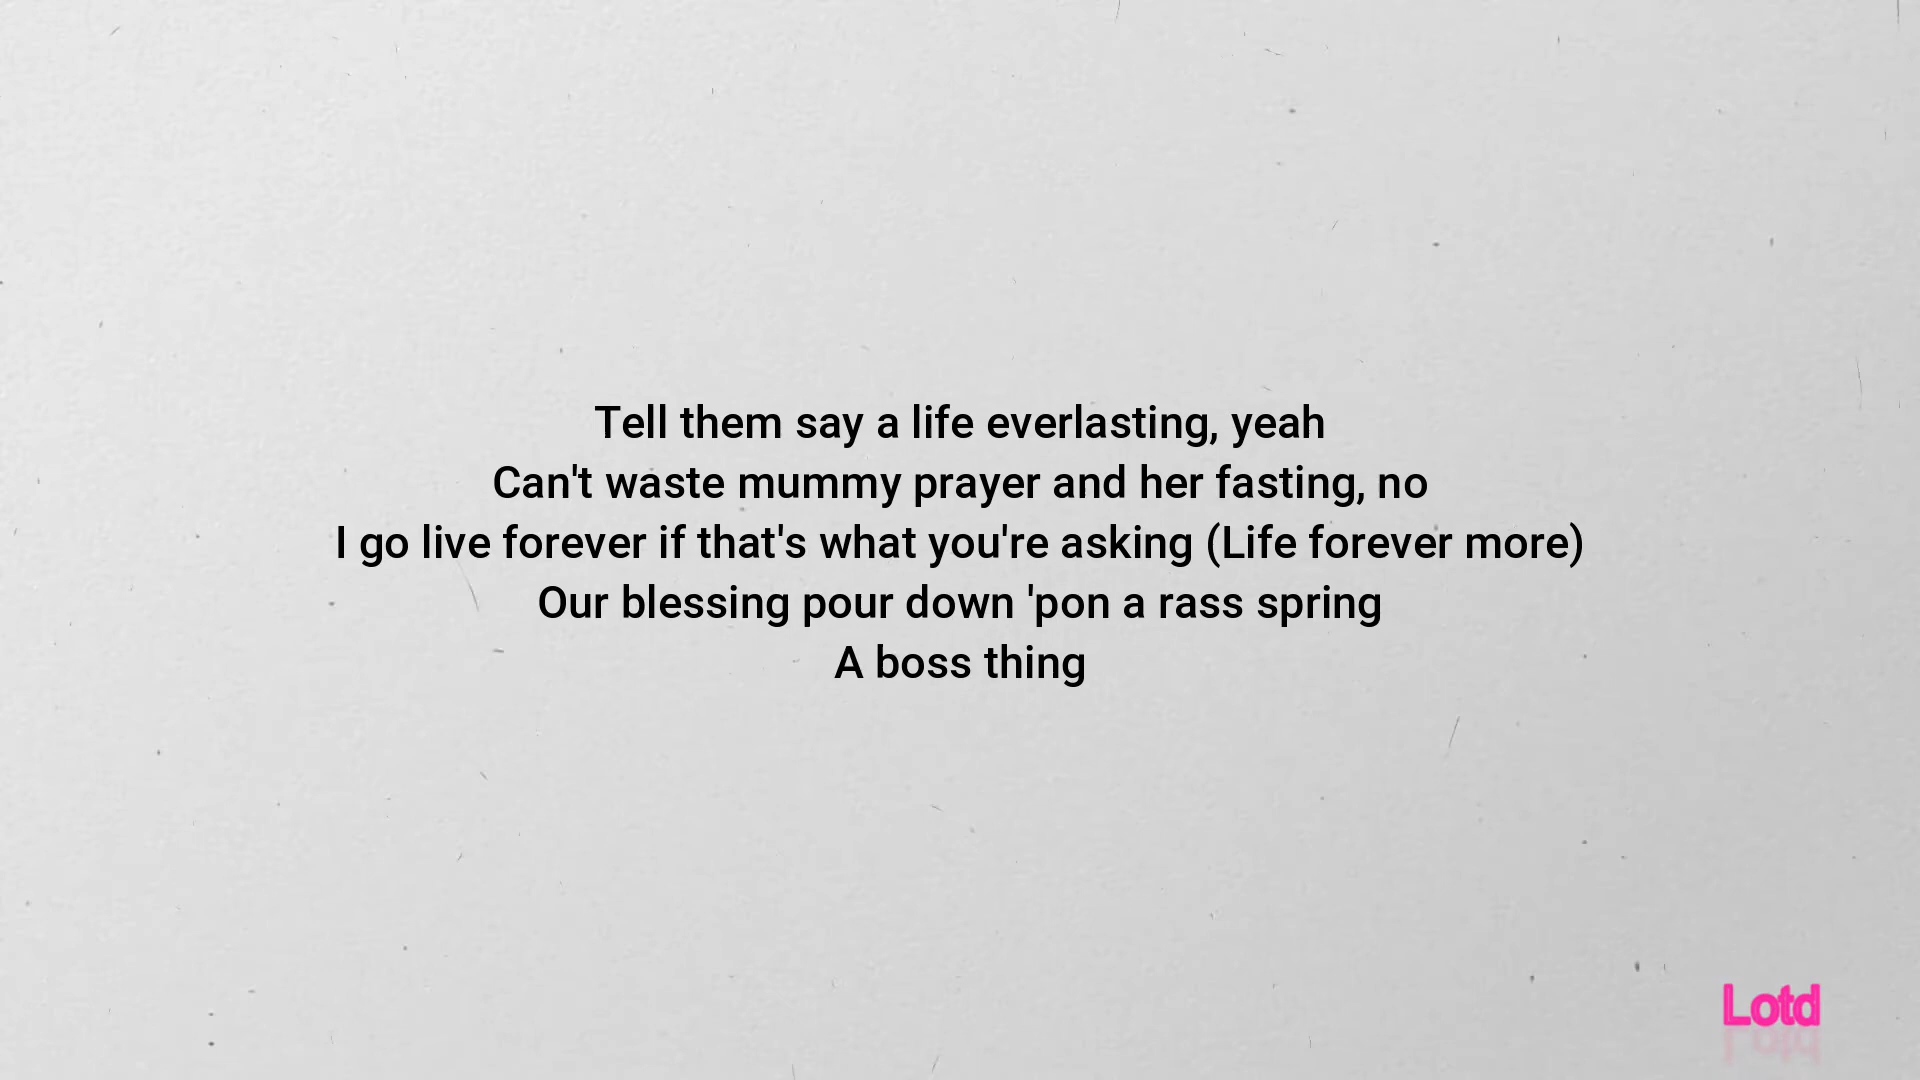 Tell them say a life everlasting, yeah
Can't waste mummy prayer and her fasting, no
I go live forever if that's what you're asking (Life forever more)
Our blessing pour down 'pon a rass spring
A boss thing
Lotd